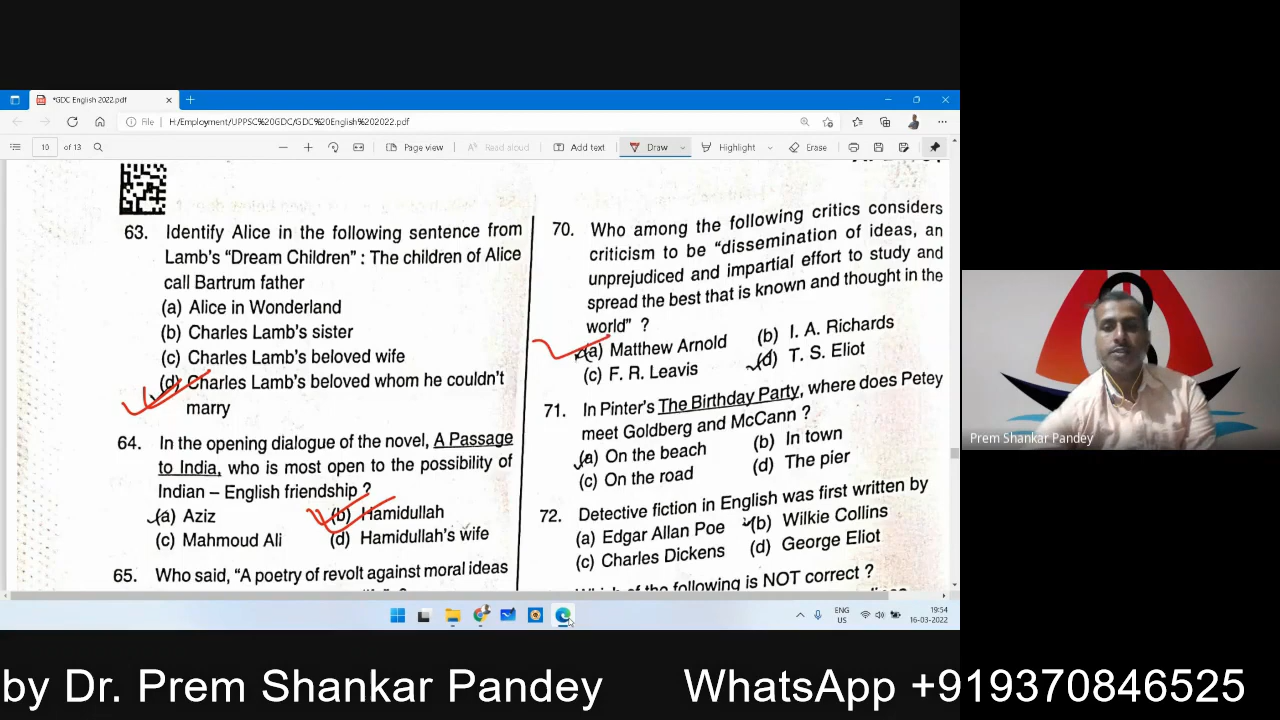 *GDC English 2022.pdf
File
H:/Employment/UPPSC%20GDC/GDC%20English%202022.pdf
10 of 13
Page view
Read aloud
Add text
Draw
Highlight
Erase
63. Identify Alice in the following sentence from
Lamb's "Dream Children" : The children of Alice
call Bartrum father
(a) Alice in Wonderland
(b) Charles Lamb's sister
(c) Charles Lamb's beloved wife
(d) Charles Lamb's beloved whom he couldn't
marry
64. In the opening dialogue of the novel, A Passage
to India, who is most open to the possibility of
Indian – English friendship ?
(a) Aziz (b) Hamidullah
(c) Mahmoud Ali (d) Hamidullah's wife
65. Who said, "A poetry of revolt against moral ideas
70. Who among the following critics considers
criticism to be "dissemination of ideas, an
unprejudiced and impartial effort to study and
spread the best that is known and thought in the
world" ?
(a) Matthew Arnold (b) I. A. Richards
(c) F. R. Leavis (d) T. S. Eliot
71. In Pinter's The Birthday Party, where does Petey
meet Goldberg and McCann ?
(a) On the beach (b) In town
(c) On the road (d) The pier
72. Detective fiction in English was first written by
(a) Edgar Allan Poe (b) Wilkie Collins
(c) Charles Dickens (d) George Eliot
Which of the following is NOT correct ?
Prem Shankar Pandey
ENG
US
19:54
16-03-2022
by Dr. Prem Shankar Pandey WhatsApp +919370846525